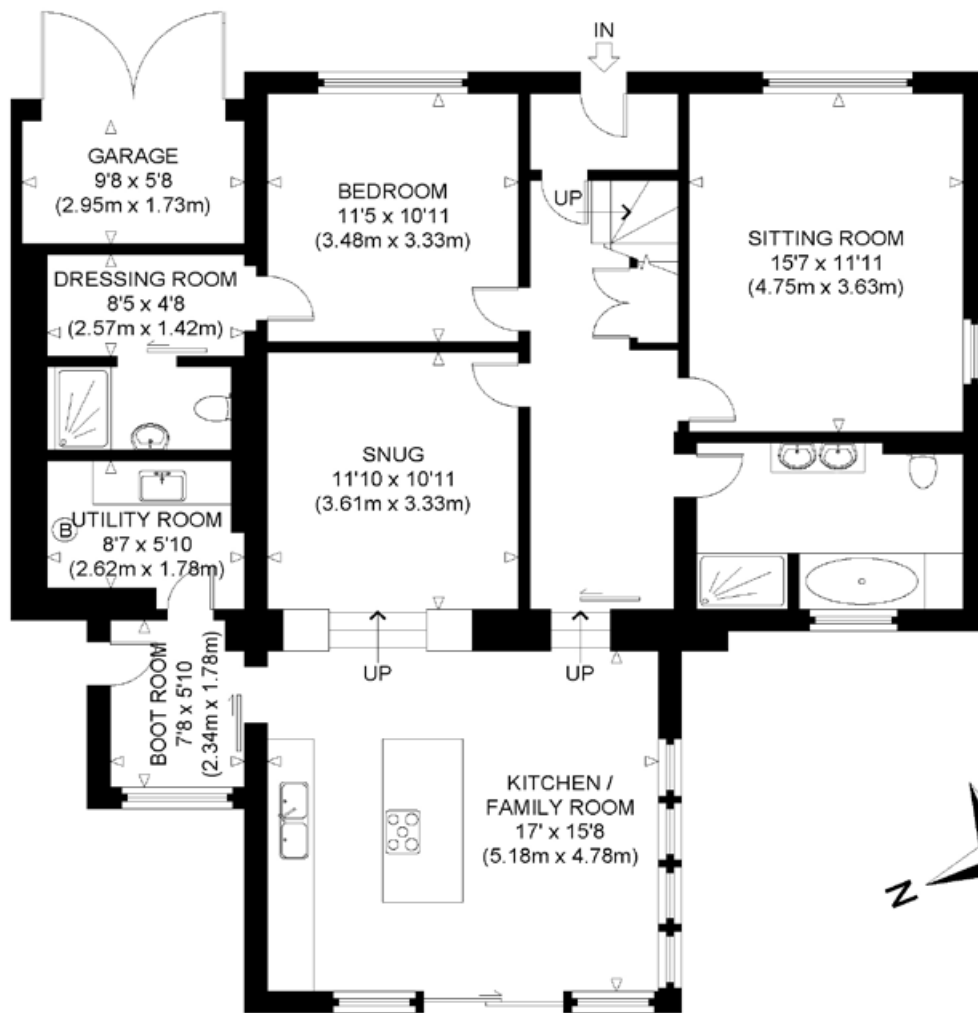 IN
GARAGE
9'8 x 5'8
(2.95m x 1.73m)
BEDROOM
11'5 x 10'11
(3.48m x 3.33m)
UP
SITTING ROOM
15'7 x 11'11
(4.75m x 3.63m)
DRESSING ROOM
8'5 x 4'8
(2.57m x 1.42m)
SNUG
11'10 x 10'11
(3.61m x 3.33m)
B
UTILITY ROOM
8'7 x 5'10
(2.62m x 1.78m)
UP
UP
BOOT ROOM
7'8 x 5'10
(2.34m x 1.78m)
KITCHEN /
FAMILY ROOM
17' x 15'8
(5.18m x 4.78m)
N